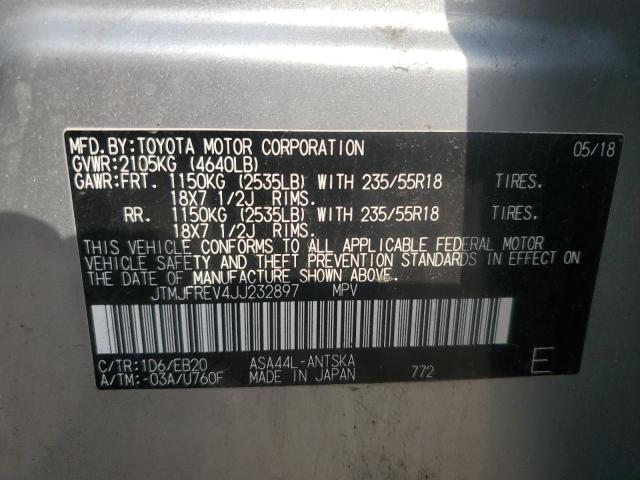 MFD.BY:TOYOTA MOTOR CORPORATION 05/18
GVWR:2105KG (4640LB)
GAWR:FRT. 1150KG (2535LB) WITH 235/55R18 TIRES.
18X7 1/2J RIMS.
RR. 1150KG (2535LB) WITH 235/55R18 TIRES.
18X7 1/2J RIMS.
THIS VEHICLE CONFORMS TO ALL APPLICABLE FEDERAL MOTOR
VEHICLE SAFETY AND THEFT PREVENTION STANDARDS IN EFFECT ON
THE DATE OF MANUFACTURE SHOWN ABOVE.
JTMJFREV4JJ232897 MPV
C/TR:1D6/EB20 ASA44L-ANTSKA
A/TM:-03A/U760F MADE IN JAPAN 772 E